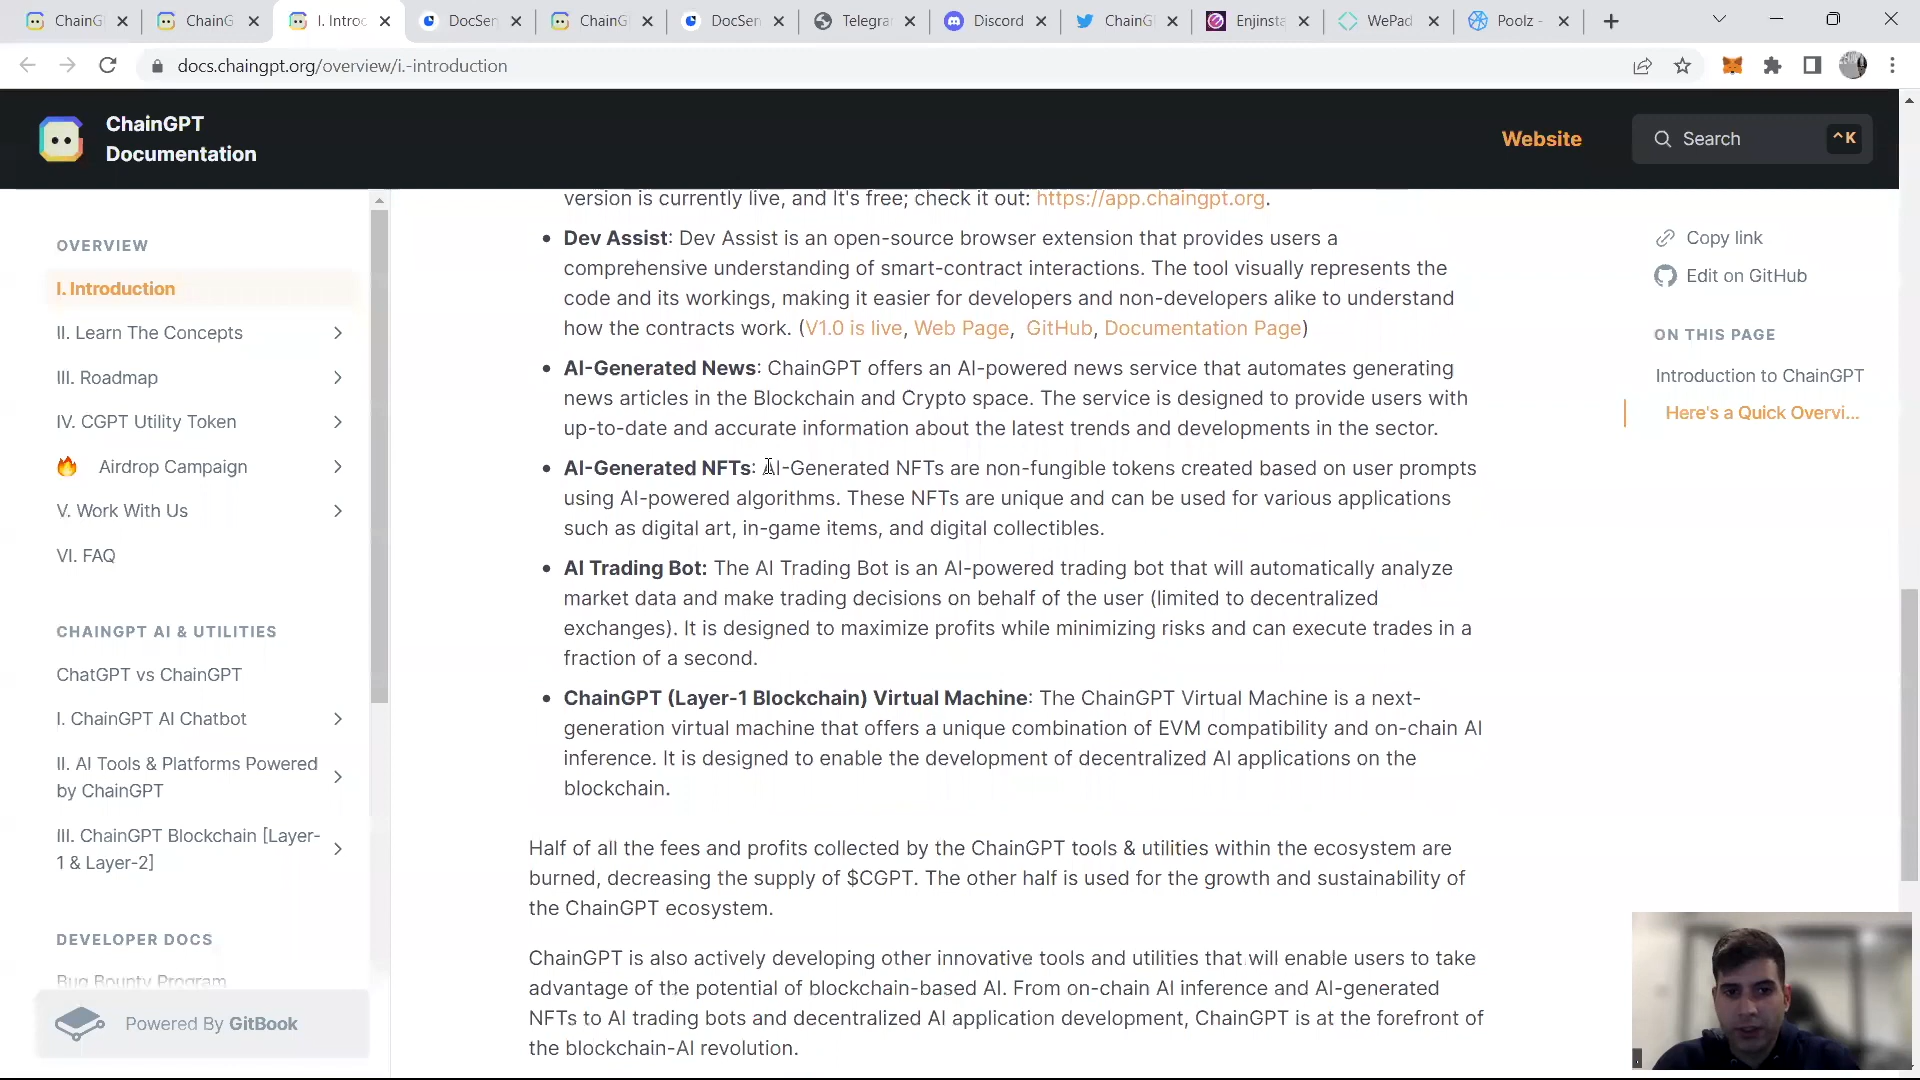 ChainG
ChainG
I. Introd
DocSen
ChainG
DocSen
Telegra
Discord
ChainG
Enjinsta
WePad
Poolz -
docs.chaingpt.org/overview/i.-introduction
ChainGPT
Documentation
Website
Search
^K
OVERVIEW
I. Introduction
II. Learn The Concepts
III. Roadmap
IV. CGPT Utility Token
Airdrop Campaign
V. Work With Us
VI. FAQ
CHAINGPT AI & UTILITIES
ChatGPT vs ChainGPT
I. ChainGPT AI Chatbot
II. AI Tools & Platforms Powered
by ChainGPT
III. ChainGPT Blockchain [Layer-
1 & Layer-2]
DEVELOPER DOCS
Bug Bounty Program
Powered By GitBook
version is currently live, and It's free; check it out: https://app.chaingpt.org.
• Dev Assist: Dev Assist is an open-source browser extension that provides users a
comprehensive understanding of smart-contract interactions. The tool visually represents the
code and its workings, making it easier for developers and non-developers alike to understand
how the contracts work. (V1.0 is live, Web Page, GitHub, Documentation Page)
• AI-Generated News: ChainGPT offers an AI-powered news service that automates generating
news articles in the Blockchain and Crypto space. The service is designed to provide users with
up-to-date and accurate information about the latest trends and developments in the sector.
• AI-Generated NFTs: AI-Generated NFTs are non-fungible tokens created based on user prompts
using AI-powered algorithms. These NFTs are unique and can be used for various applications
such as digital art, in-game items, and digital collectibles.
• AI Trading Bot: The AI Trading Bot is an AI-powered trading bot that will automatically analyze
market data and make trading decisions on behalf of the user (limited to decentralized
exchanges). It is designed to maximize profits while minimizing risks and can execute trades in a
fraction of a second.
• ChainGPT (Layer-1 Blockchain) Virtual Machine: The ChainGPT Virtual Machine is a next-
generation virtual machine that offers a unique combination of EVM compatibility and on-chain AI
inference. It is designed to enable the development of decentralized AI applications on the
blockchain.
Half of all the fees and profits collected by the ChainGPT tools & utilities within the ecosystem are
burned, decreasing the supply of $CGPT. The other half is used for the growth and sustainability of
the ChainGPT ecosystem.
ChainGPT is also actively developing other innovative tools and utilities that will enable users to take
advantage of the potential of blockchain-based AI. From on-chain AI inference and AI-generated
NFTs to AI trading bots and decentralized AI application development, ChainGPT is at the forefront of
the blockchain-AI revolution.
Copy link
Edit on GitHub
ON THIS PAGE
Introduction to ChainGPT
Here's a Quick Overvi...